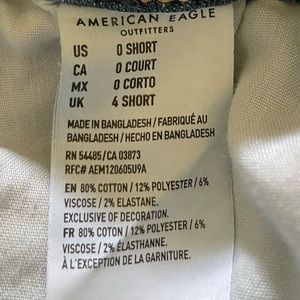 AMERICAN EAGLE
OUTFITTERS
US 0 SHORT
CA 0 COURT
MX 0 CORTO
UK 4 SHORT
MADE IN BANGLADESH / FABRIQUÉ AU
BANGLADESH / HECHO EN BANGLADESH
RN 54485/CA 03873
RFC# AEM120605U9A
EN 80% COTTON / 12% POLYESTER / 6%
VISCOSE / 2% ELASTANE.
EXCLUSIVE OF DECORATION.
FR 80% COTON / 12% POLYESTER / 6%
VISCOSE / 2% ÉLASTHANNE.
À L'EXCEPTION DE LA GARNITURE.